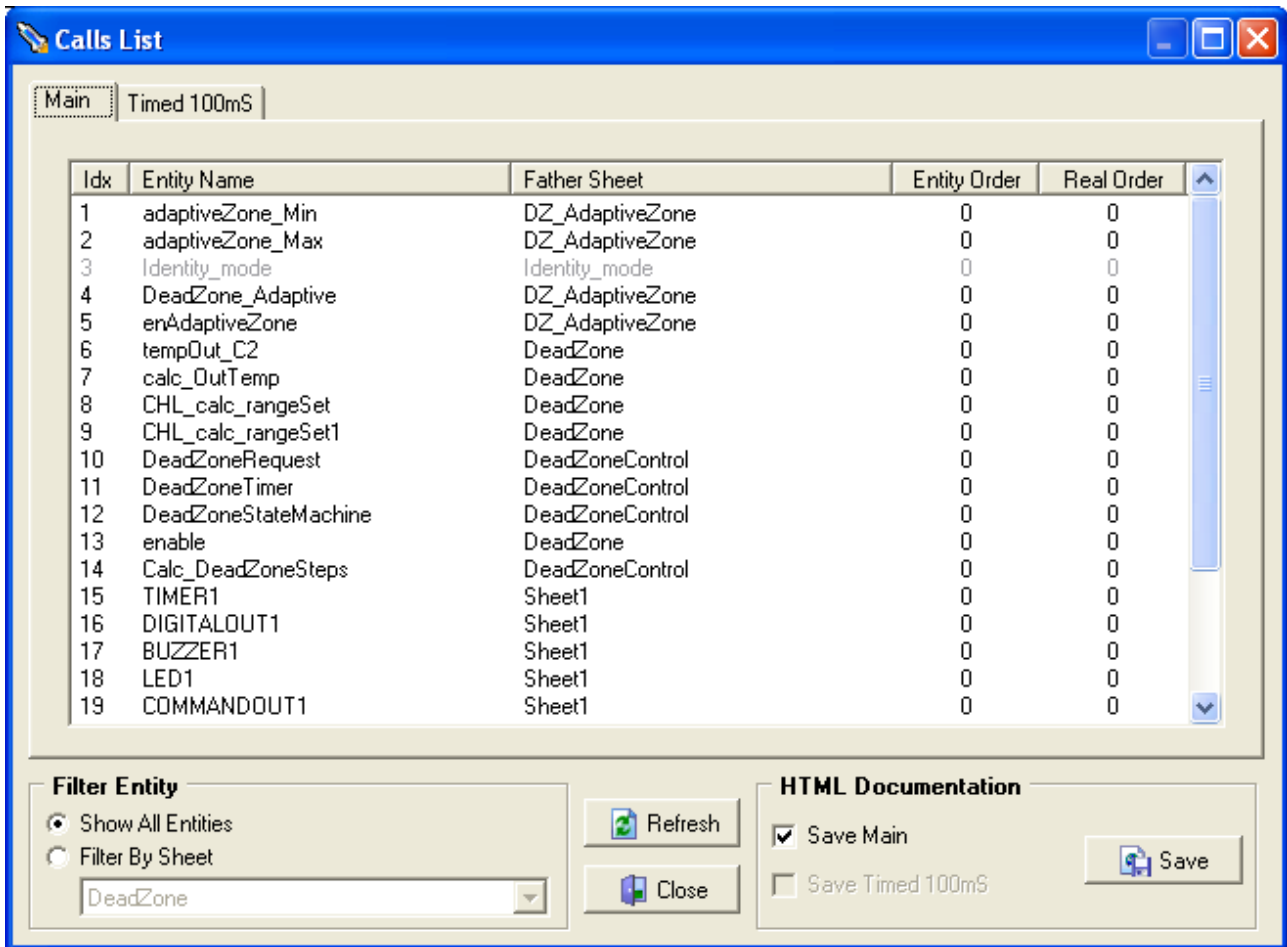 Calls List
Main Timed 100mS
Idx Entity Name Father Sheet Entity Order Real Order
1 adaptiveZone_Min DZ_AdaptiveZone 0 0
2 adaptiveZone_Max DZ_AdaptiveZone 0 0
3 Identity_mode Identity_mode 0 0
4 DeadZone_Adaptive DZ_AdaptiveZone 0 0
5 enAdaptiveZone DZ_AdaptiveZone 0 0
6 tempOut_C2 DeadZone 0 0
7 calc_OutTemp DeadZone 0 0
8 CHL_calc_rangeSet DeadZone 0 0
9 CHL_calc_rangeSet1 DeadZone 0 0
10 DeadZoneRequest DeadZoneControl 0 0
11 DeadZoneTimer DeadZoneControl 0 0
12 DeadZoneStateMachine DeadZoneControl 0 0
13 enable DeadZone 0 0
14 Calc_DeadZoneSteps DeadZoneControl 0 0
15 TIMER1 Sheet1 0 0
16 DIGITALOUT1 Sheet1 0 0
17 BUZZER1 Sheet1 0 0
18 LED1 Sheet1 0 0
19 COMMANDOUT1 Sheet1 0 0
Filter Entity
Show All Entities
Filter By Sheet
DeadZone
Refresh
Close
HTML Documentation
Save Main
Save Timed 100mS
Save